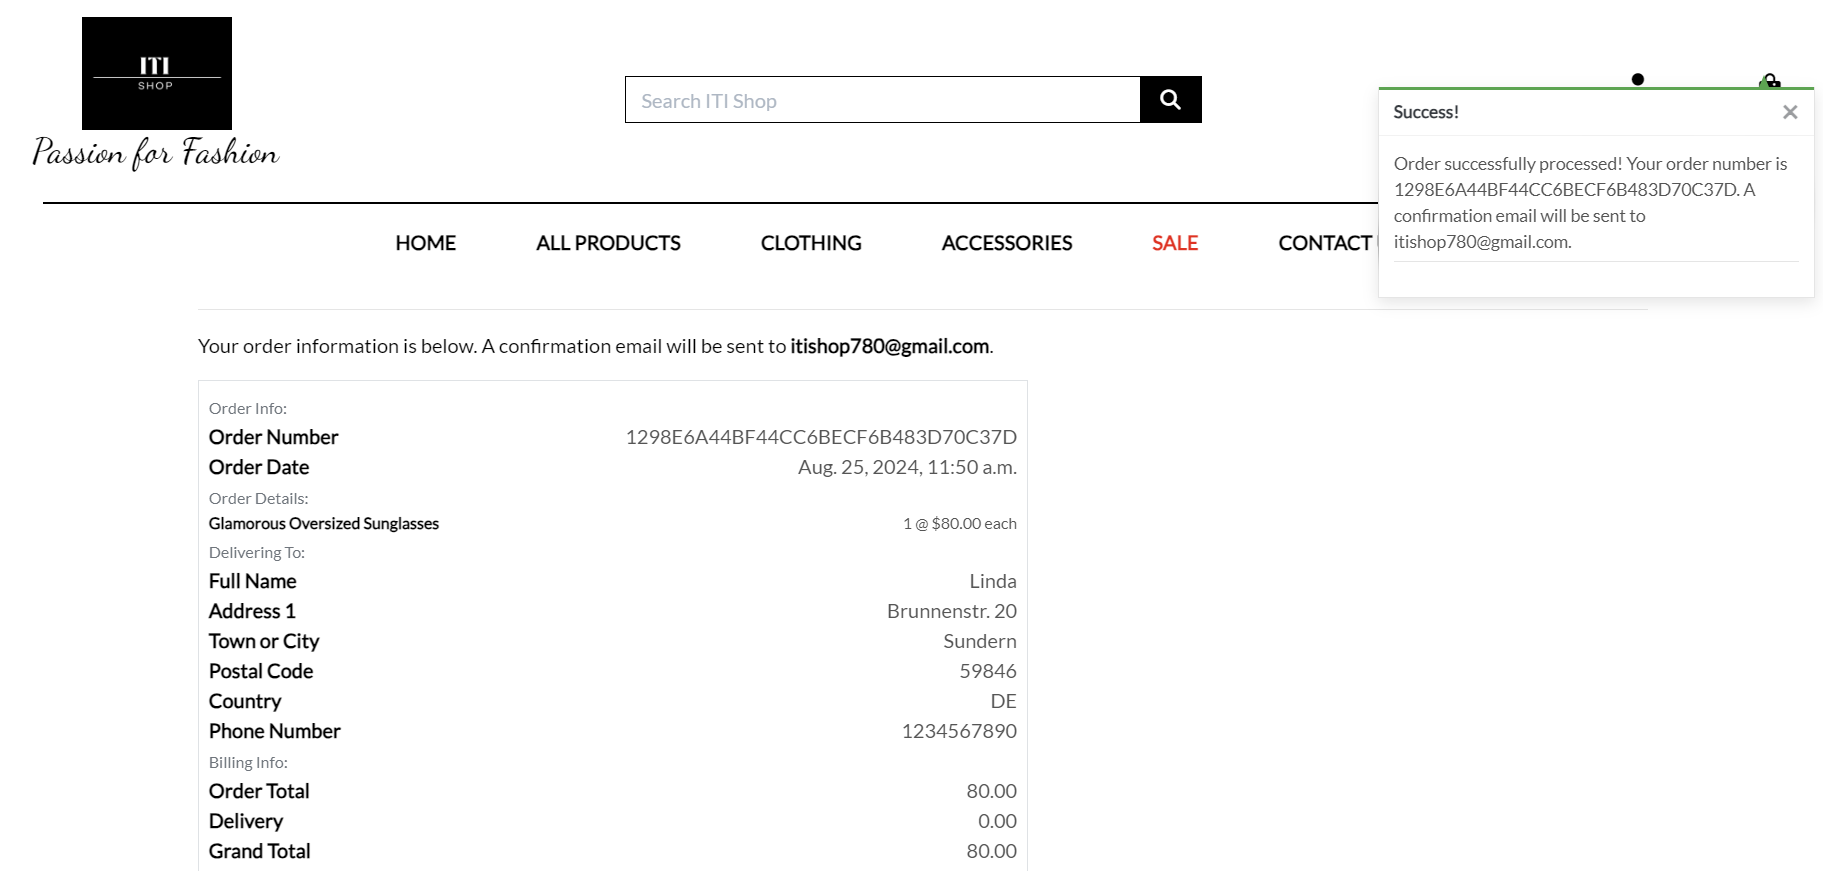 ITI
SHOP
Passion for Fashion
Search ITI Shop
Success!
Order successfully processed! Your order number is
1298E6A44BF44CC6BECF6B483D70C37D. A
confirmation email will be sent to
itishop780@gmail.com.
HOME ALL PRODUCTS CLOTHING ACCESSORIES SALE CONTACT
Your order information is below. A confirmation email will be sent to itishop780@gmail.com.
Order Info:
Order Number 1298E6A44BF44CC6BECF6B483D70C37D
Order Date Aug. 25, 2024, 11:50 a.m.
Order Details:
Glamorous Oversized Sunglasses 1 @ $80.00 each
Delivering To:
Full Name Linda
Address 1 Brunnenstr. 20
Town or City Sundern
Postal Code 59846
Country DE
Phone Number 1234567890
Billing Info:
Order Total 80.00
Delivery 0.00
Grand Total 80.00